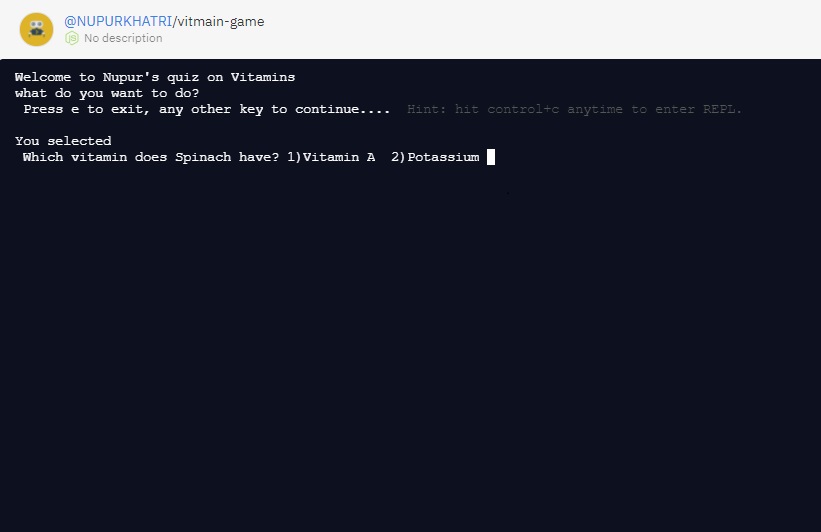 @NUPURKHATRI/vitmain-game
No description
Welcome to Nupur's quiz on Vitamins
what do you want to do?
Press e to exit, any other key to continue.... Hint: hit control+c anytime to enter REPL.
You selected
Which vitamin does Spinach have? 1)Vitamin A 2)Potassium